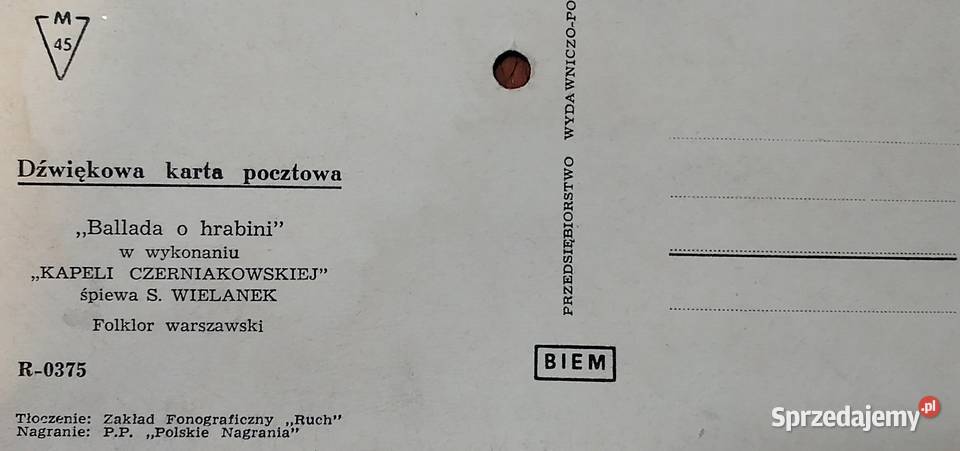 M
45
Dźwiękowa karta pocztowa
„Ballada o hrabini”
w wykonaniu
„KAPELI CZERNIAKOWSKIEJ”
śpiewa S. WIELANEK
Folklor warszawski
R-0375
Tłoczenie: Zakład Fonograficzny „Ruch”
Nagranie: P.P. „Polskie Nagrania”
PRZEDSIĘBIORSTWO WYDAWNICZO-PO
BIEM
Sprzedajemy.pl